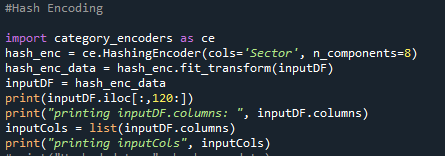 #Hash Encoding
import category_encoders as ce
hash_enc = ce.HashingEncoder(cols='Sector', n_components=8)
hash_enc_data = hash_enc.fit_transform(inputDF)
inputDF = hash_enc_data
print(inputDF.iloc[:,120:])
print("printing inputDF.columns: ", inputDF.columns)
inputCols = list(inputDF.columns)
print("printing inputCols", inputCols)